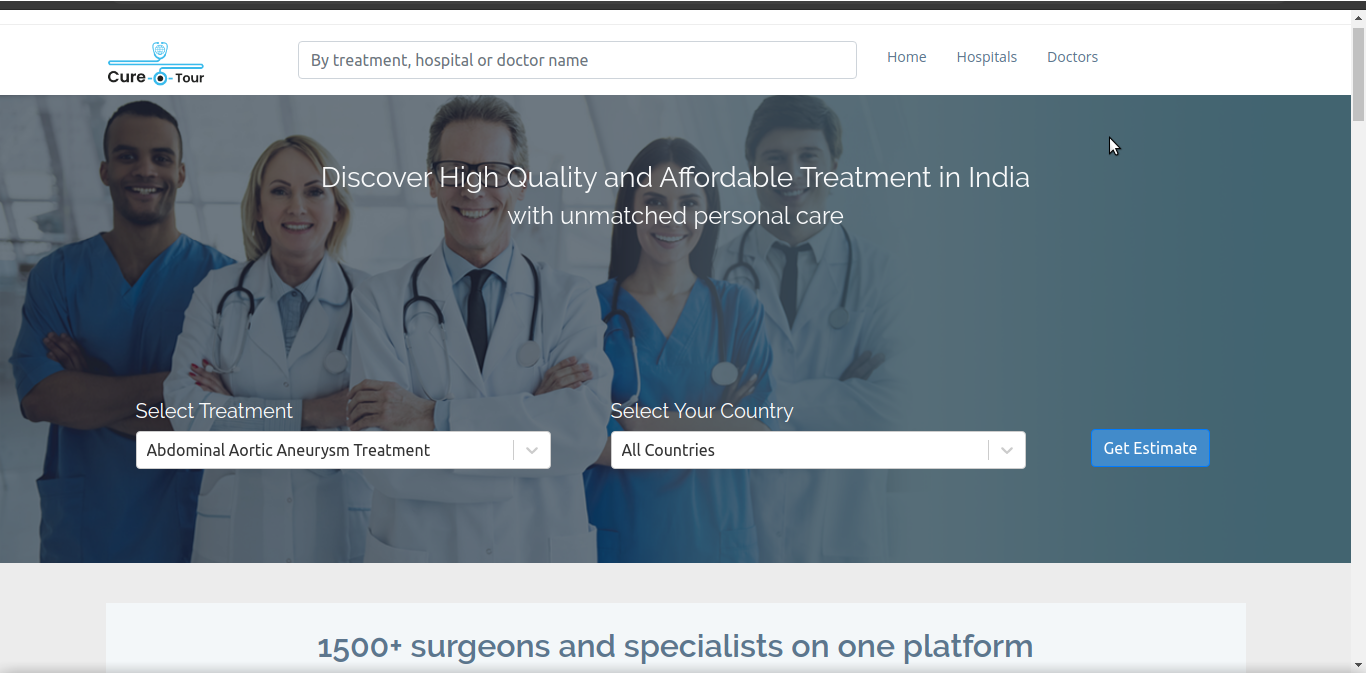 Cure-O-Tour
By treatment, hospital or doctor name
Home
Hospitals
Doctors
Discover High Quality and Affordable Treatment in India
with unmatched personal care
Select Treatment
Select Your Country
Abdominal Aortic Aneurysm Treatment
All Countries
Get Estimate
1500+ surgeons and specialists on one platform